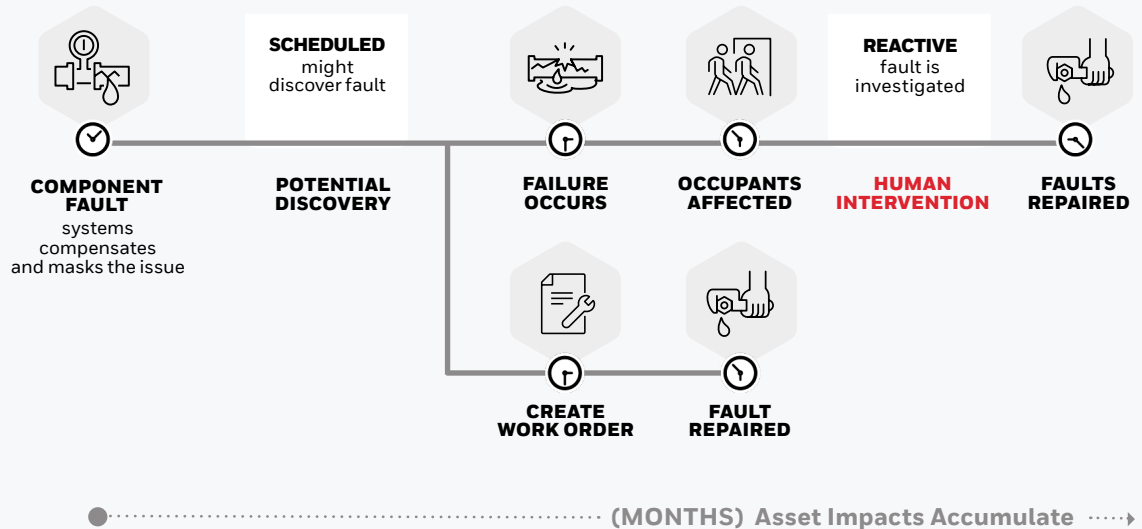 SCHEDULED
might
discover fault
REACTIVE
fault is
investigated
COMPONENT
FAULT
systems
compensates
and masks the issue
POTENTIAL
DISCOVERY
FAILURE
OCCURS
OCCUPANTS
AFFECTED
HUMAN
INTERVENTION
FAULTS
REPAIRED
CREATE
WORK ORDER
FAULT
REPAIRED
(MONTHS) Asset Impacts Accumulate